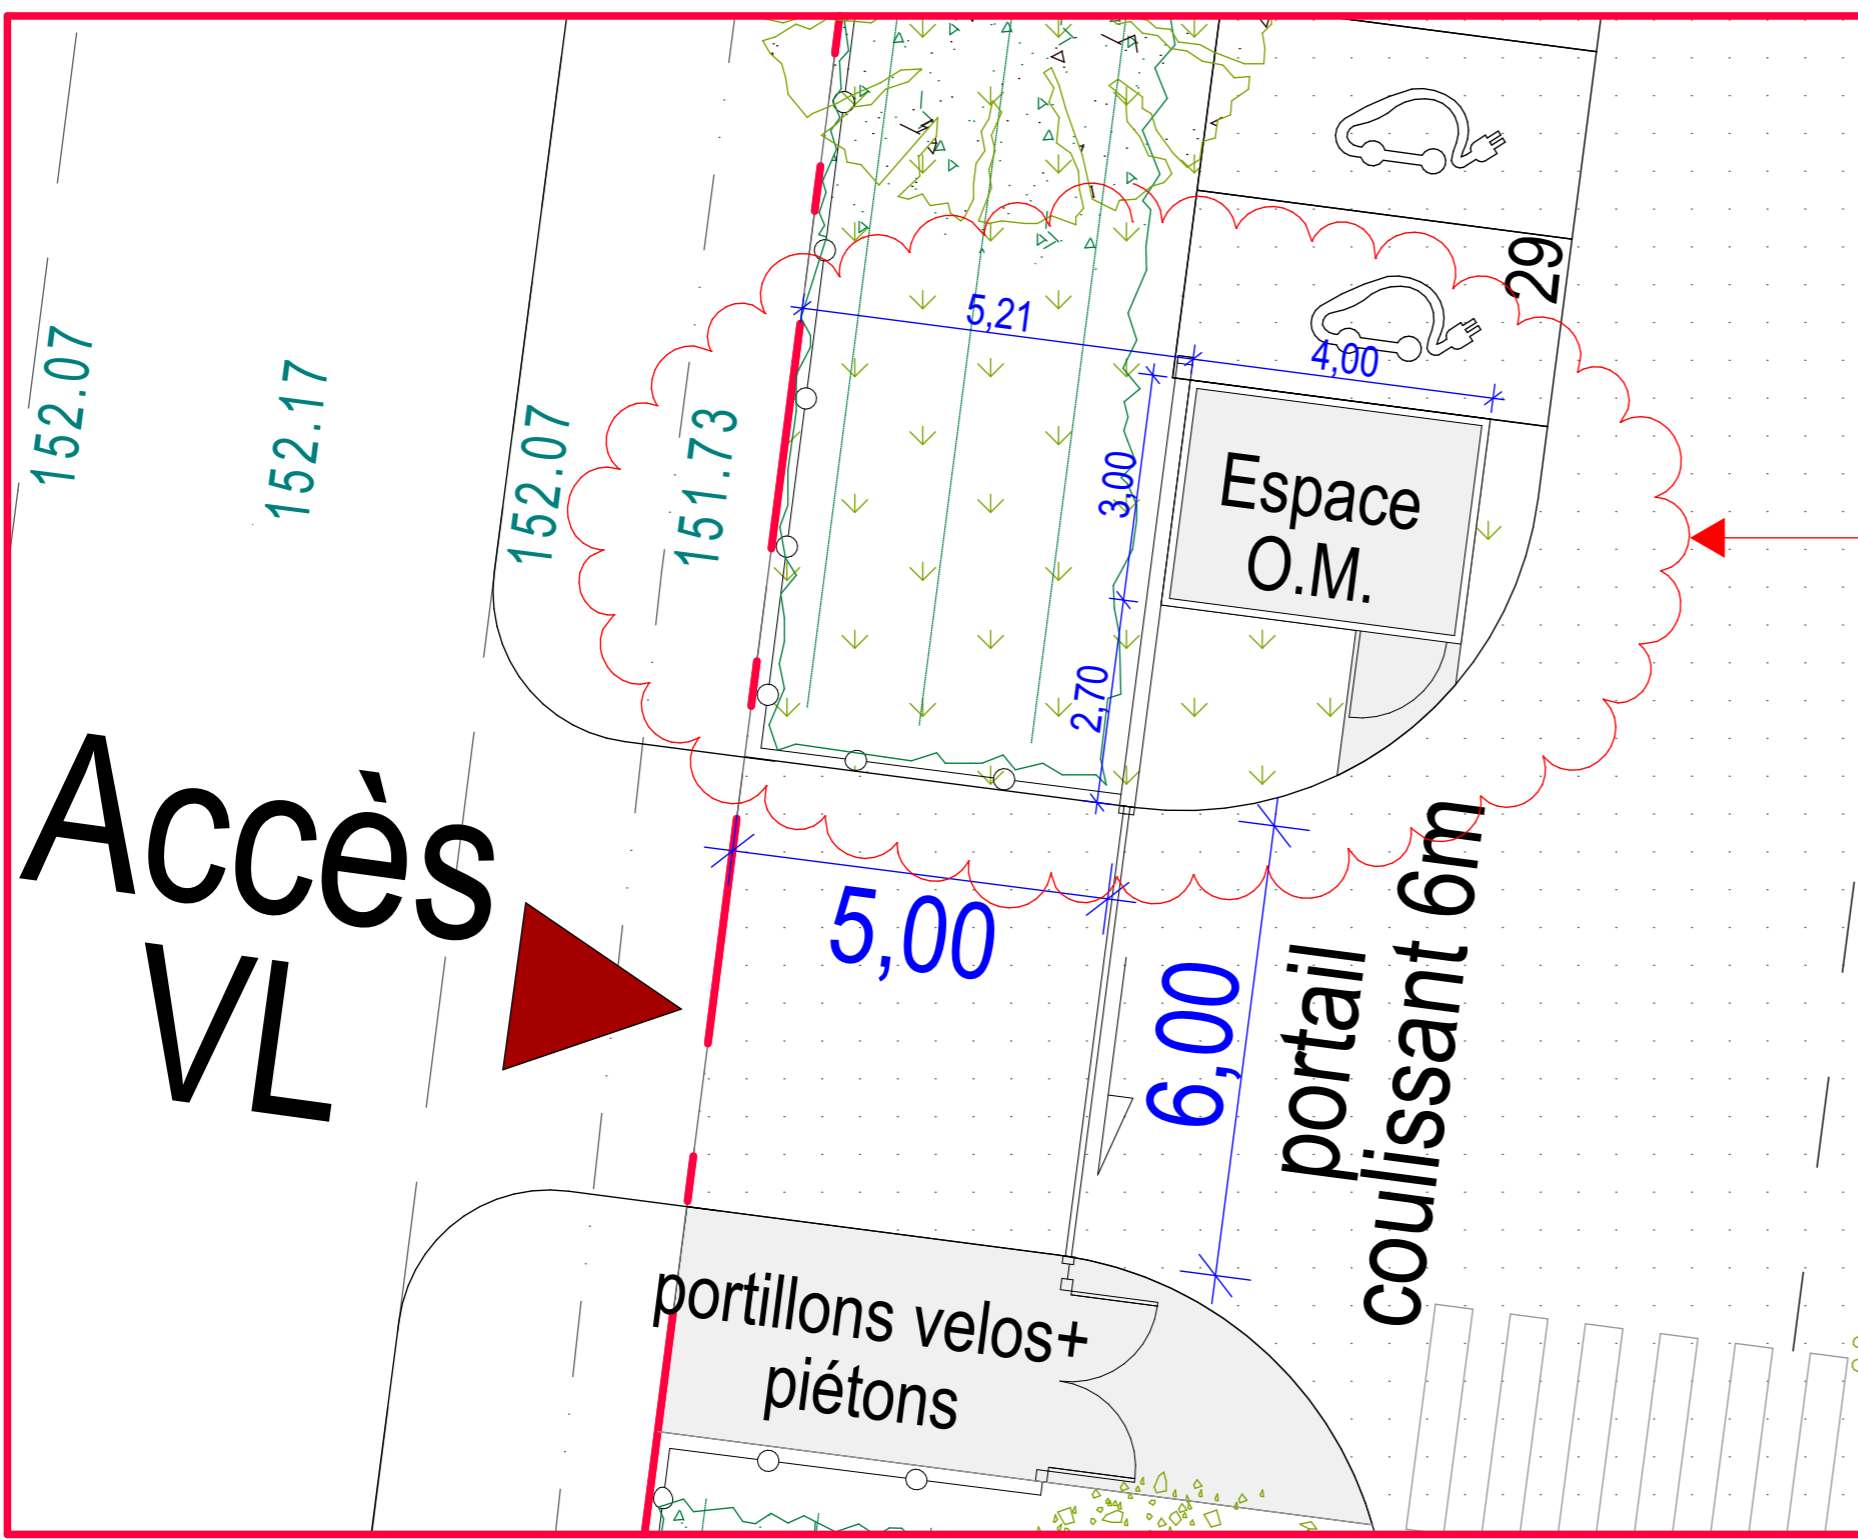 29
5,21
4,00
152.07
152.17
152.07
151.73
3,00
Espace
O.M.
2,70
Accès
VL
5,00
6,00
portail
coulissant 6m
portillons velos+
piétons